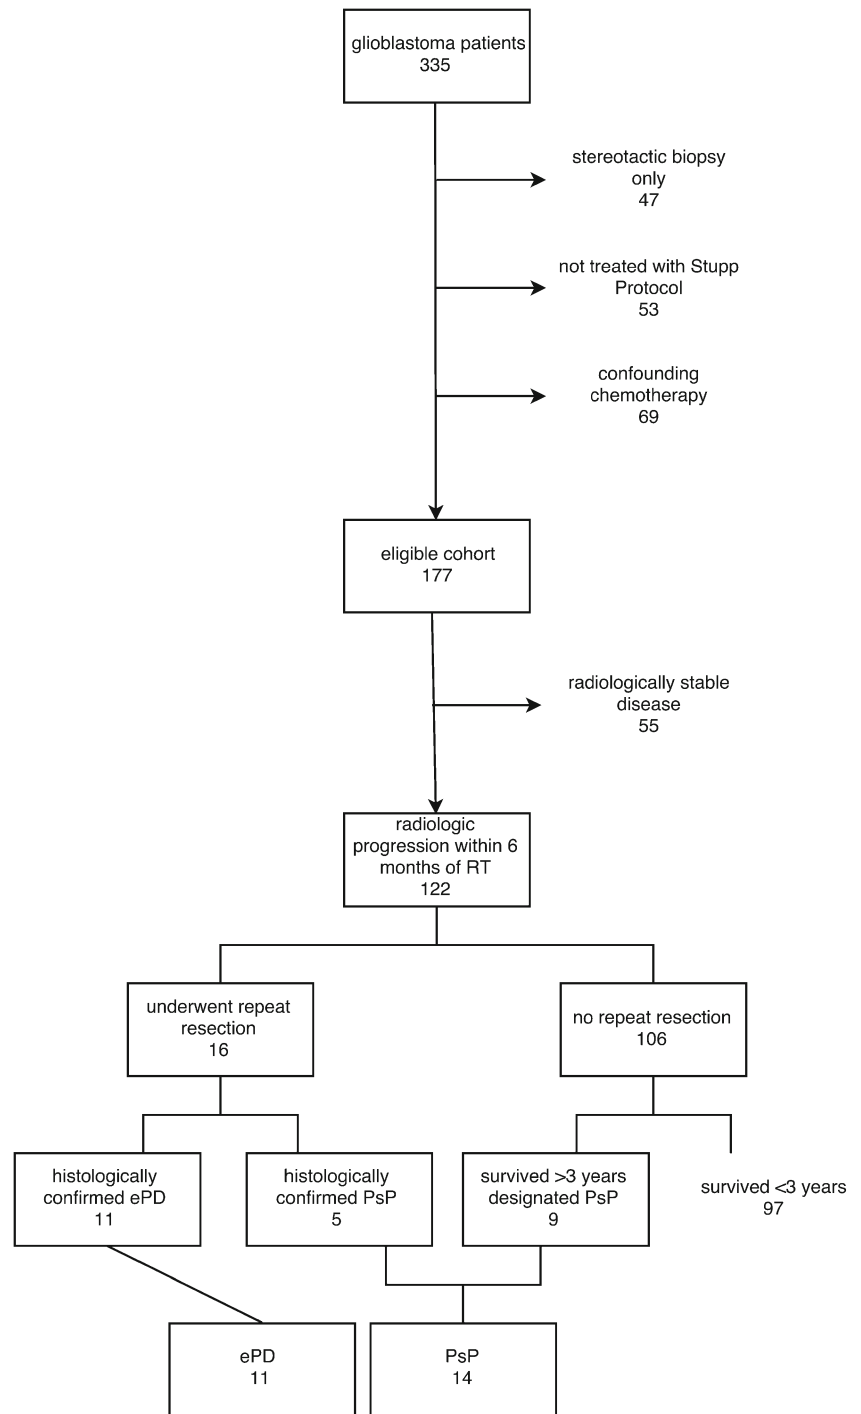 glioblastoma patients
335
stereotactic biopsy
only
47
not treated with Stupp
Protocol
53
confounding
chemotherapy
69
eligible cohort
177
radiologically stable
disease
55
radiologic
progression within 6
months of RT
122
underwent repeat
resection
16
no repeat resection
106
histologically
confirmed ePD
11
histologically
confirmed PsP
5
survived >3 years
designated PsP
9
survived <3 years
97
ePD
11
PsP
14